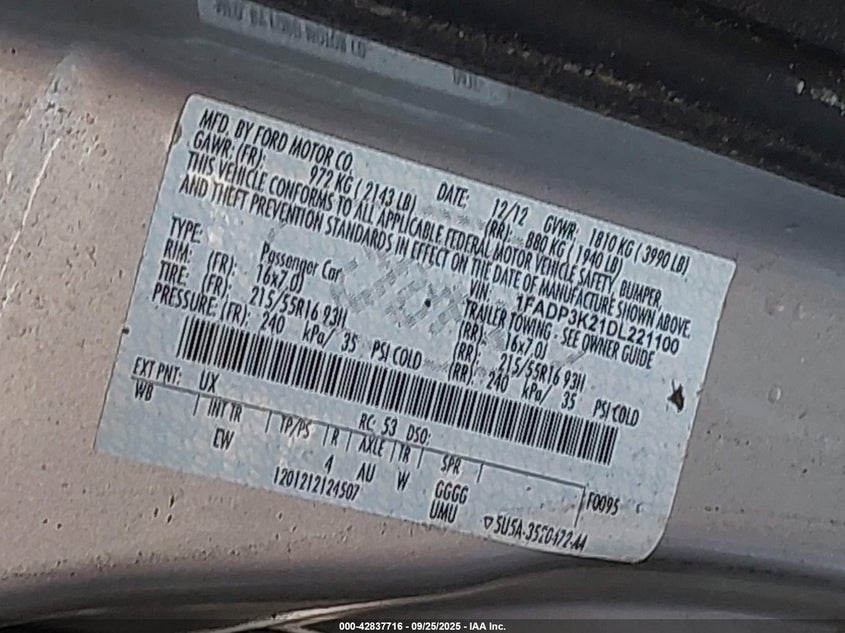 MFD. BY FORD MOTOR CO.
DATE: 12/12 GVWR: 1810 KG ( 3990 LB)
GAWR: (FR): 972 KG ( 2143 LB) (RR): 880 KG ( 1940 LB)
THIS VEHICLE CONFORMS TO ALL APPLICABLE FEDERAL MOTOR VEHICLE SAFETY, BUMPER,
AND THEFT PREVENTION STANDARDS IN EFFECT ON THE DATE OF MANUFACTURE SHOWN ABOVE.
VIN: 1FADP3K21DL221100
TYPE: Passenger Car TRAILER TOWING - SEE OWNER GUIDE
RIM: (FR): 16x7.0J (RR): 16x7.0J
TIRE: (FR): 215/55R16 93H (RR): 215/55R16 93H
PRESSURE: (FR): 240 kPa/ 35 PSI COLD (RR): 240 kPa/ 35 PSI COLD
EXT PNT: UX RC: 53 DSO:
WB INT TR TP/PS R AXLE TR SPR
EW 4 AU W GGGG F0095
1201212124507 UMU
000-42837716 - 09/25/2025 - IAA Inc.